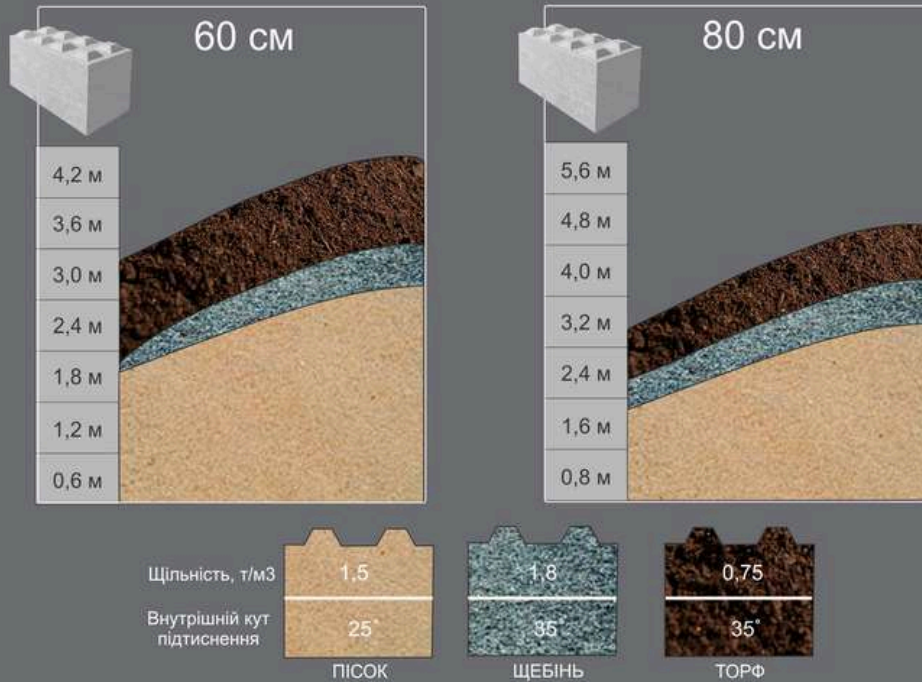 60 см
80 см
4,2 м
3,6 м
3,0 м
2,4 м
1,8 м
1,2 м
0,6 м
5,6 м
4,8 м
4,0 м
3,2 м
2,4 м
1,6 м
0,8 м
Щільність, т/м3
1,5
1,8
0,75
Внутрішній кут
підтиснення
25°
35°
35°
ПІСОК
ЩЕБІНЬ
ТОРФ